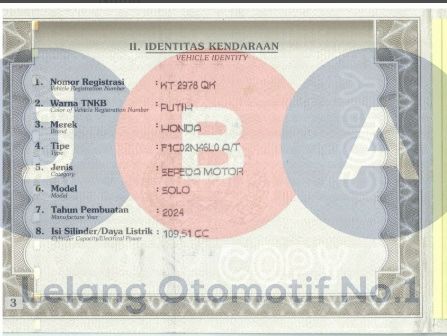 II. IDENTITAS KENDARAAN
VEHICLE IDENTITY
1. Nomor Registrasi : KT 2978 QK
Vehicle Registration Number
2. Warna TNKB : PUTIH
Color of Vehicle Registration Number
3. Merek : HONDA
Brand
4. Tipe : F1C02N46L0 A/T
Type
5. Jenis : SEPEDA MOTOR
Category
6. Model : SOLO
Model
7. Tahun Pembuatan : 2024
Manufacture Year
8. Isi Silinder/Daya Listrik : 109,51 CC
Cylinder Capacity/Electrical Power
JBA
COPY
COPY
Lelang Otomotif No.1
3